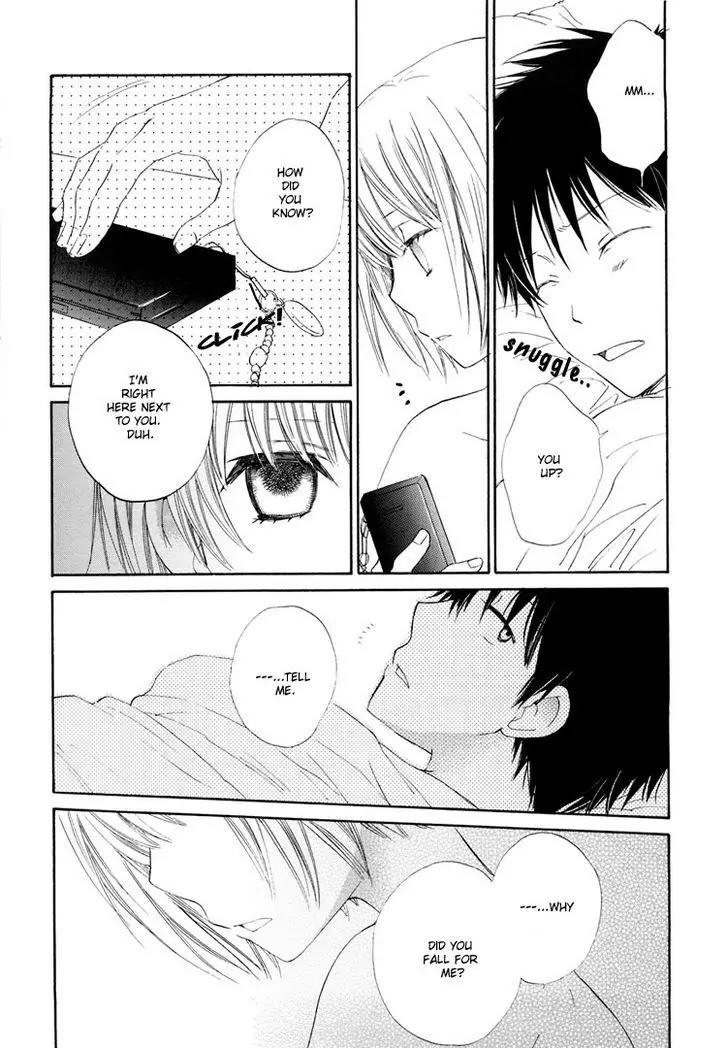 MM...
snuggle..
YOU
UP?
HOW
DID
YOU
KNOW?
CLICK!
I'M
RIGHT
HERE NEXT
TO YOU.
DUH.
---...TELL
ME.
---...WHY
DID YOU
FALL FOR
ME?